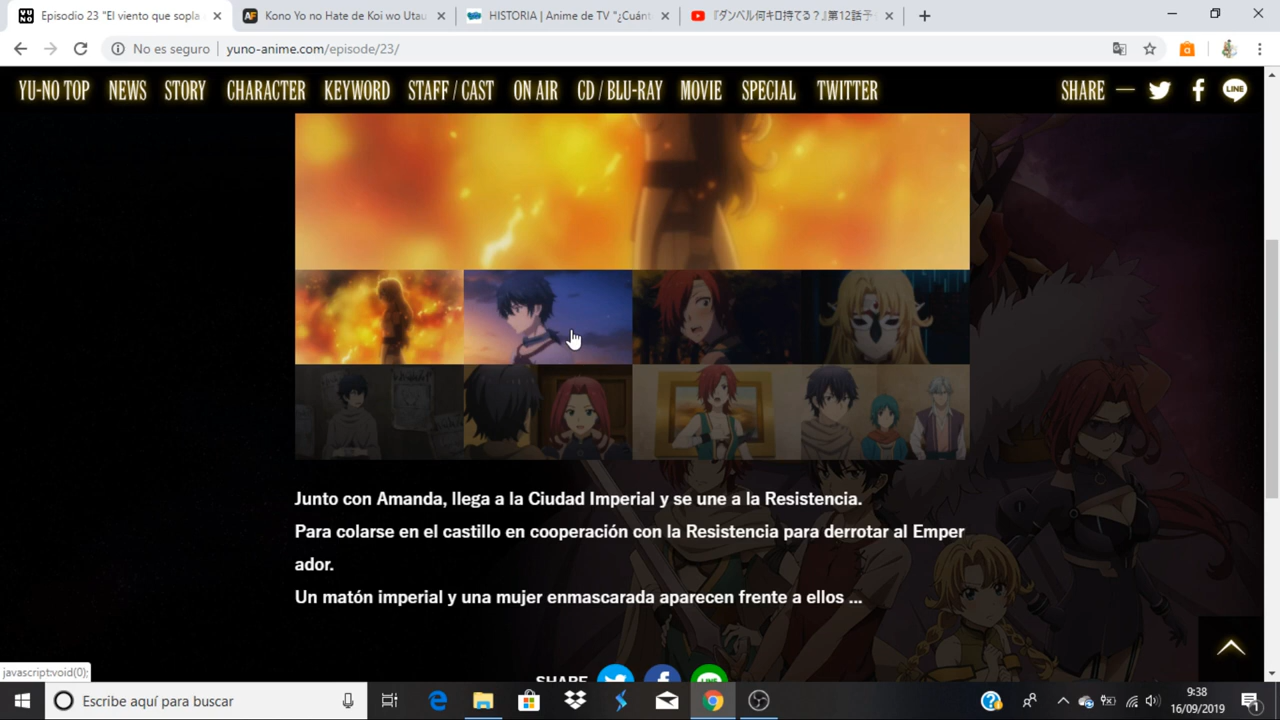 Episodio 23 "El viento que sopla
Kono Yo no Hate de Koi wo Utau
HISTORIA | Anime de TV "¿Cuánt
『ダンベル何キロ持てる？』第12話予
No es seguro
yuno-anime.com/episode/23/
YU-NO TOP NEWS STORY CHARACTER KEYWORD STAFF / CAST ON AIR CD / BLU-RAY MOVIE SPECIAL TWITTER SHARE
LINE
Junto con Amanda, llega a la Ciudad Imperial y se une a la Resistencia.
Para colarse en el castillo en cooperación con la Resistencia para derrotar al Emper
ador.
Un matón imperial y una mujer enmascarada aparecen frente a ellos ...
SHARE
javascript:void(0);
Escribe aquí para buscar
9:38
16/09/2019
1